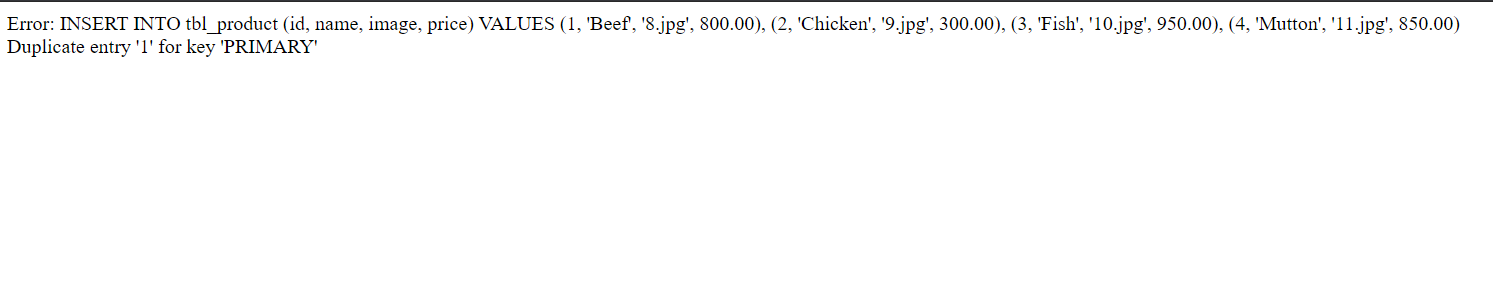 Error: INSERT INTO tbl_product (id, name, image, price) VALUES (1, 'Beef', '8.jpg', 800.00), (2, 'Chicken', '9.jpg', 300.00), (3, 'Fish', '10.jpg', 950.00), (4, 'Mutton', '11.jpg', 850.00)
Duplicate entry '1' for key 'PRIMARY'